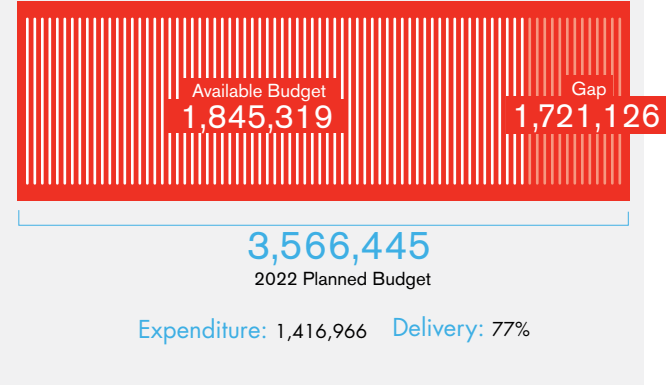 Available Budget
1,845,319
Gap
1,721,126
3,566,445
2022 Planned Budget
Expenditure: 1,416,966 Delivery: 77%